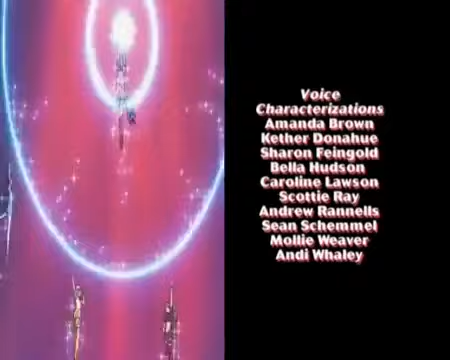 Voice
Characterizations
Amanda Brown
Kether Donahue
Sharon Feingold
Bella Hudson
Caroline Lawson
Scottie Ray
Andrew Rannells
Sean Schemmel
Mollie Weaver
Andi Whaley